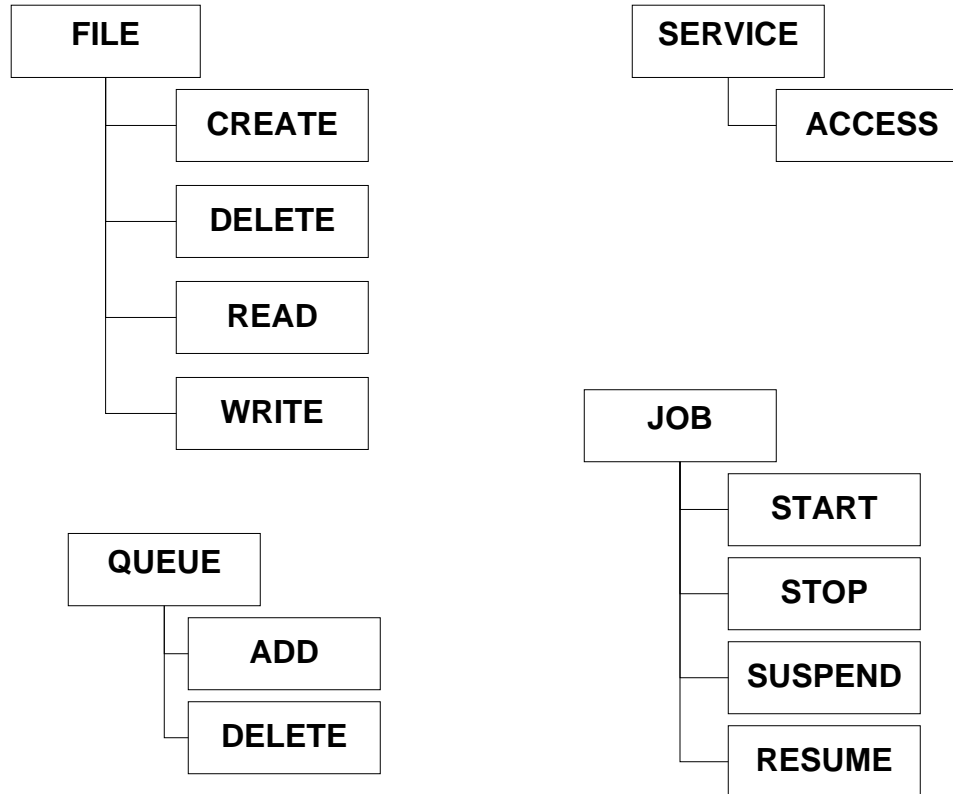 FILE
CREATE
DELETE
READ
WRITE
SERVICE
ACCESS
QUEUE
ADD
DELETE
JOB
START
STOP
SUSPEND
RESUME